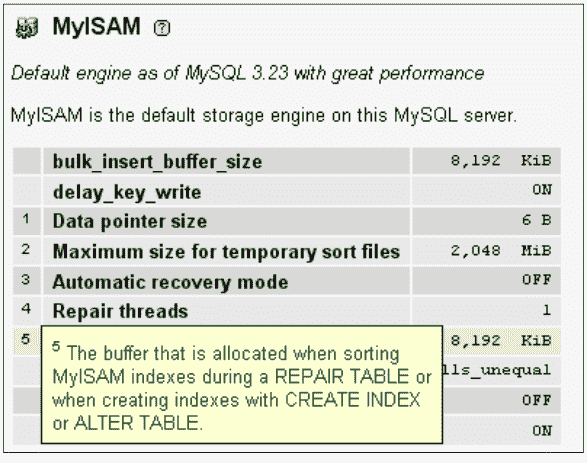 MyISAM ?
Default engine as of MySQL 3.23 with great performance
MyISAM is the default storage engine on this MySQL server.
bulk_insert_buffer_size 8,192 KiB
delay_key_write ON
1 Data pointer size 6 B
2 Maximum size for temporary sort files 2,048 MiB
3 Automatic recovery mode OFF
4 Repair threads 1
5 8,192 KiB
5 The buffer that is allocated when sorting
MyISAM indexes during a REPAIR TABLE or
when creating indexes with CREATE INDEX
or ALTER TABLE.
lls_unequal
OFF
ON